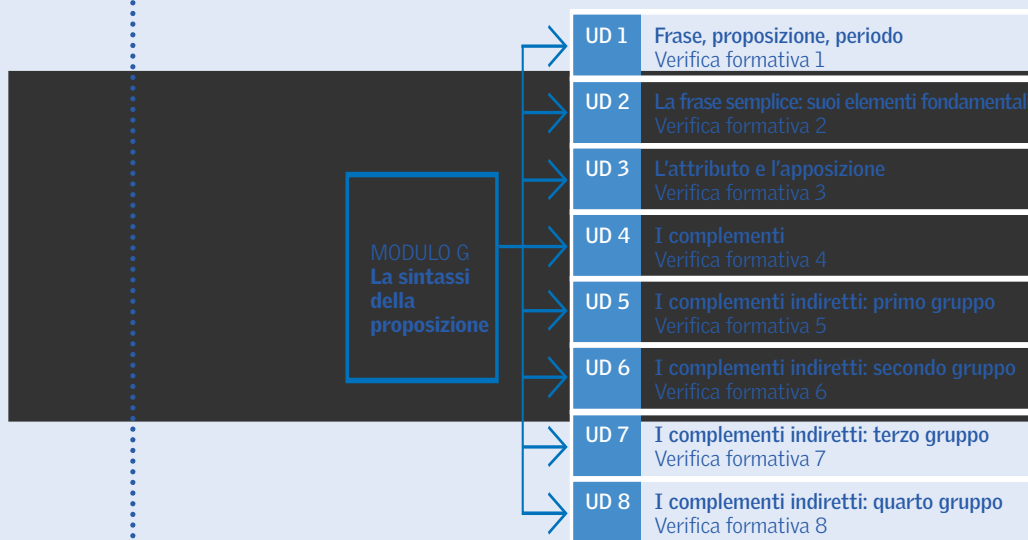 MODULO G
La sintassi
della
proposizione
UD 1
Frase, proposizione, periodo
Verifica formativa 1
UD 2
La frase semplice: suoi elementi fondamental
Verifica formativa 2
UD 3
L'attributo e l'apposizione
Verifica formativa 3
UD 4
I complementi
Verifica formativa 4
UD 5
I complementi indiretti: primo gruppo
Verifica formativa 5
UD 6
I complementi indiretti: secondo gruppo
Verifica formativa 6
UD 7
I complementi indiretti: terzo gruppo
Verifica formativa 7
UD 8
I complementi indiretti: quarto gruppo
Verifica formativa 8